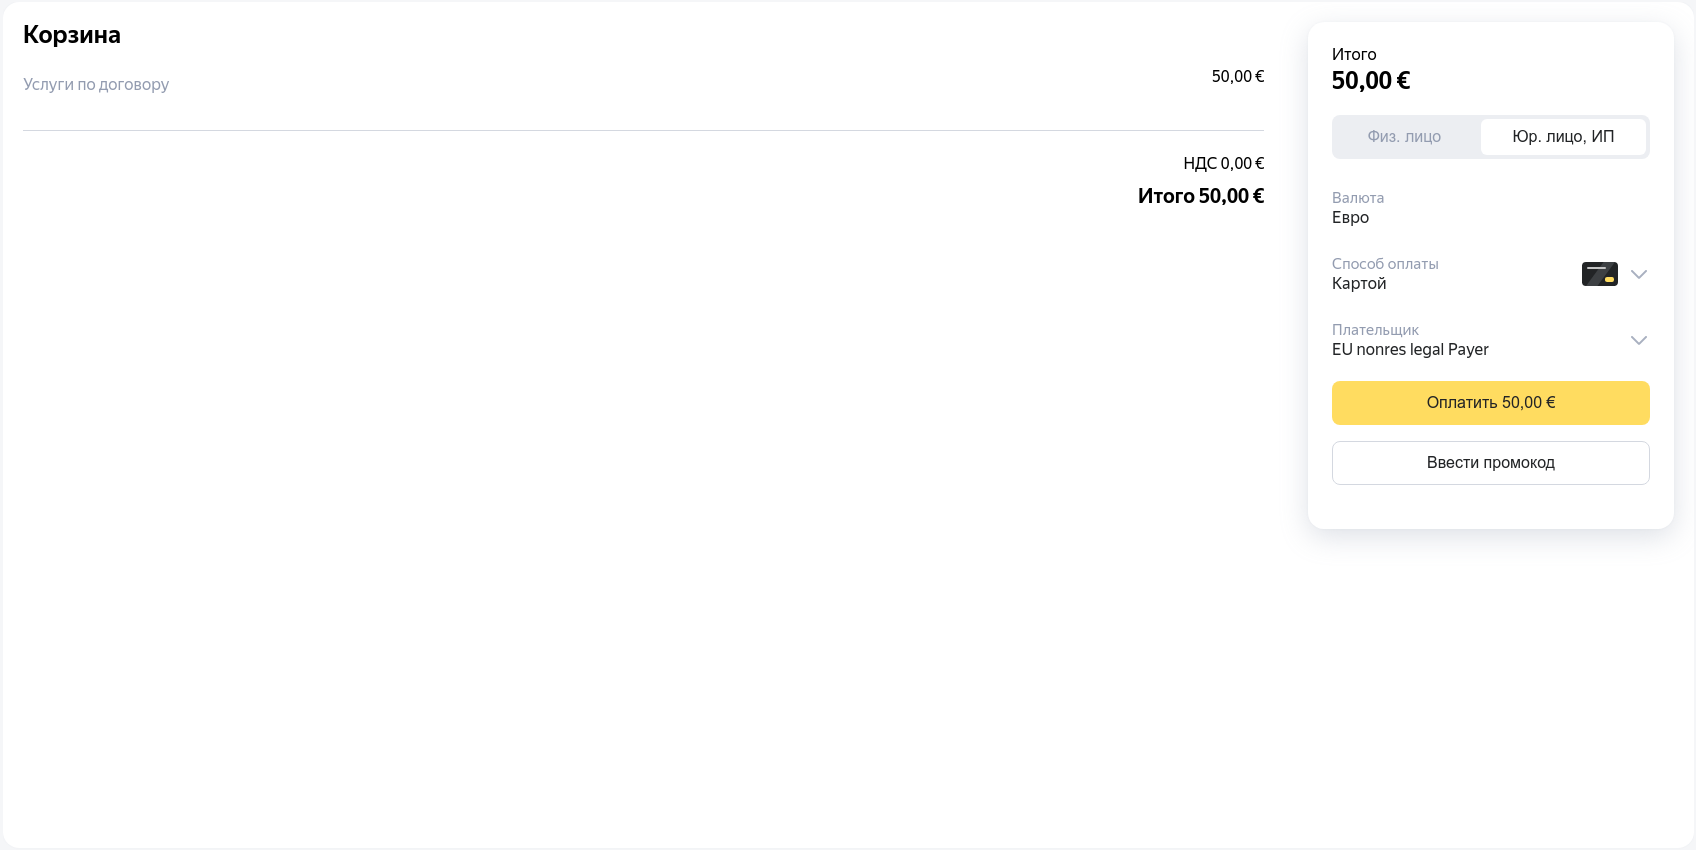 Корзина
Услуги по договору
50,00 €
НДС 0,00 €
Итого 50,00 €
Итого
50,00 €
Физ. лицо
Юр. лицо, ИП
Валюта
Евро
Способ оплаты
Картой
Плательщик
EU nonres legal Payer
Оплатить 50,00 €
Ввести промокод